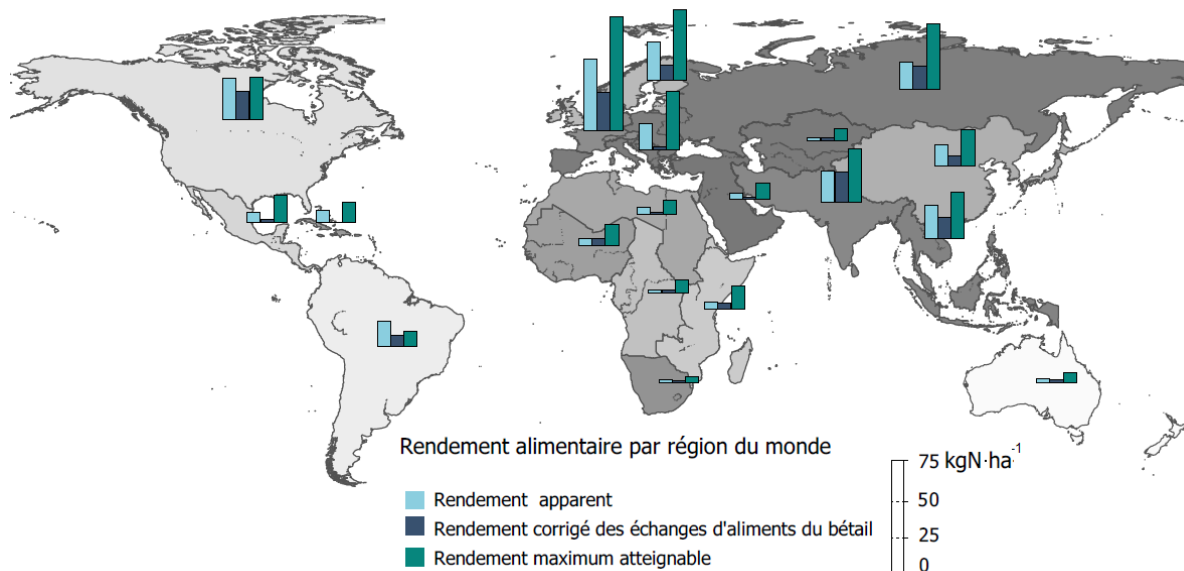 Rendement alimentaire par région du monde
Rendement apparent
Rendement corrigé des échanges d'aliments du bétail
Rendement maximum atteignable
75 kgN·ha-1
50
25
0